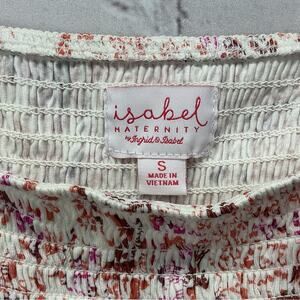 isabel
MATERNITY
by Ingrid & Isabel
S
MADE IN
VIETNAM